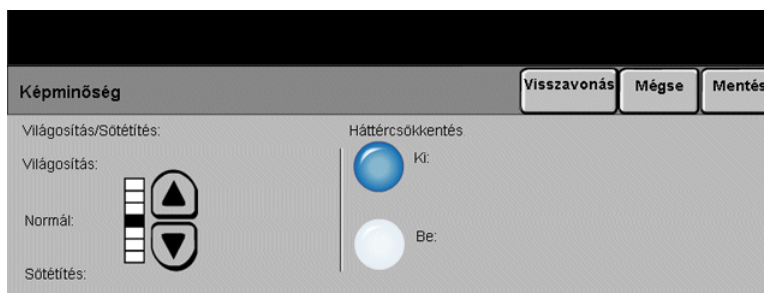 Képminőség
Visszavonás
Mégse
Mentés
Világosítás/Sötétítés:
Világosítás:
Normál:
Sötétítés:
Háttércsökkentés
Ki:
Be: